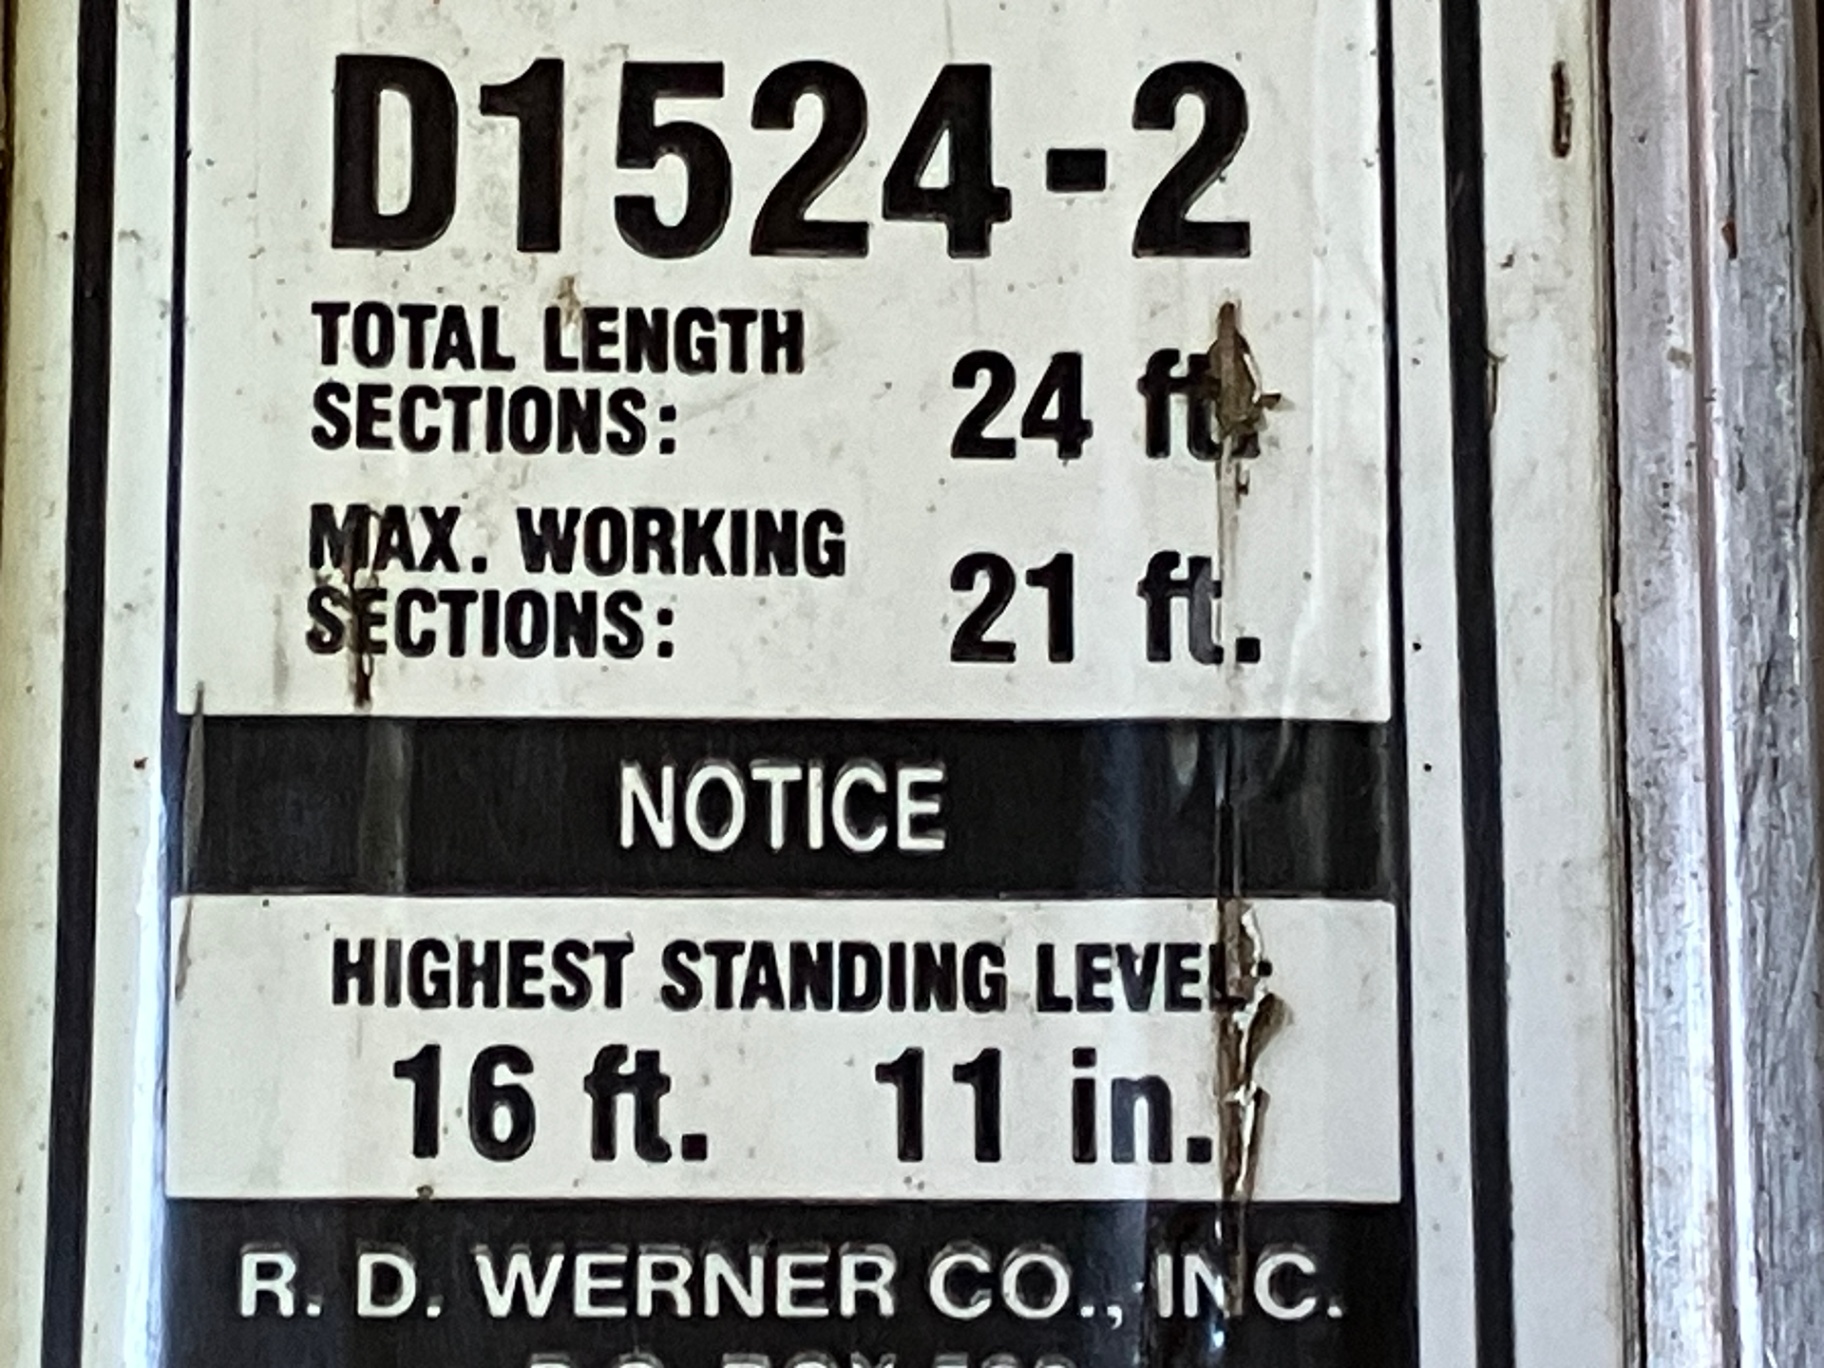 D1524-2
TOTAL LENGTH
SECTIONS: 24 ft.
MAX. WORKING
SECTIONS: 21 ft.
NOTICE
HIGHEST STANDING LEVEL:
16 ft. 11 in.
R. D. WERNER CO., INC.
P.O. BOX